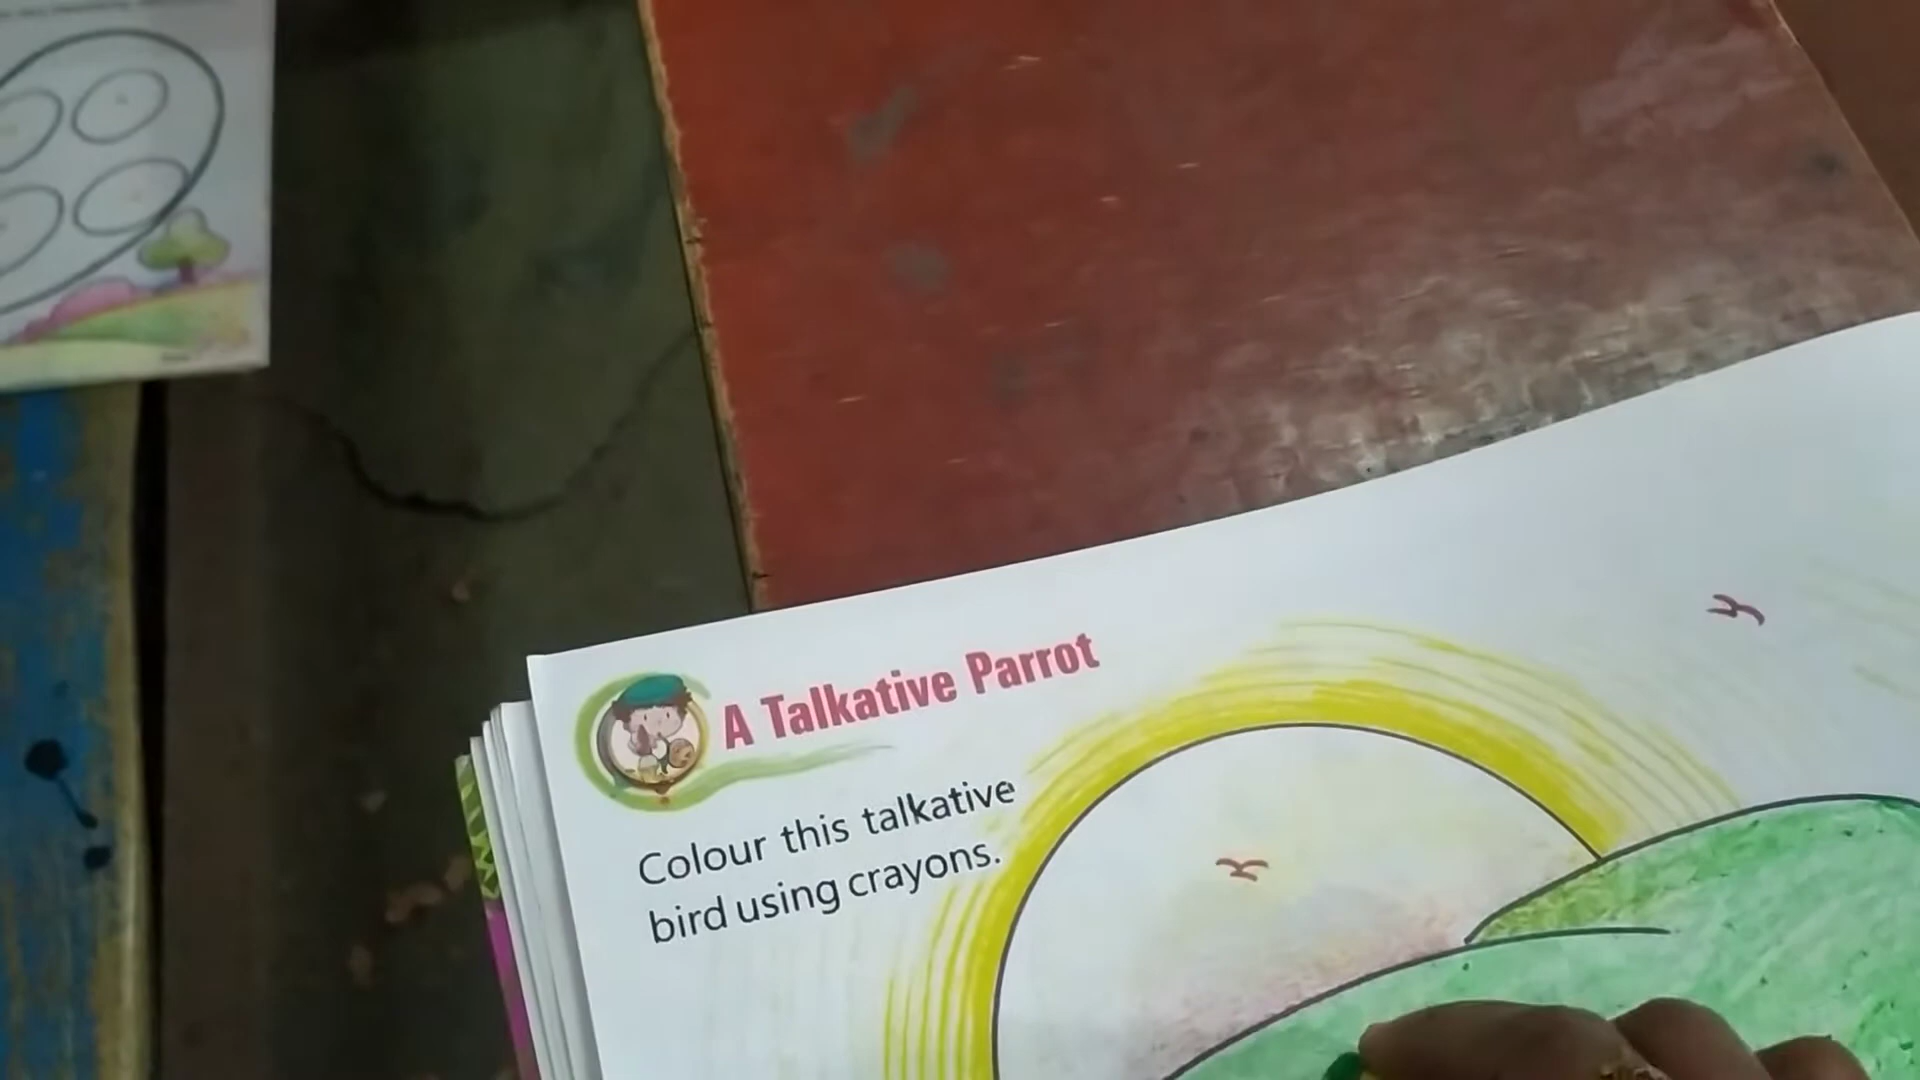 A Talkative Parrot
Colour this talkative
bird using crayons.